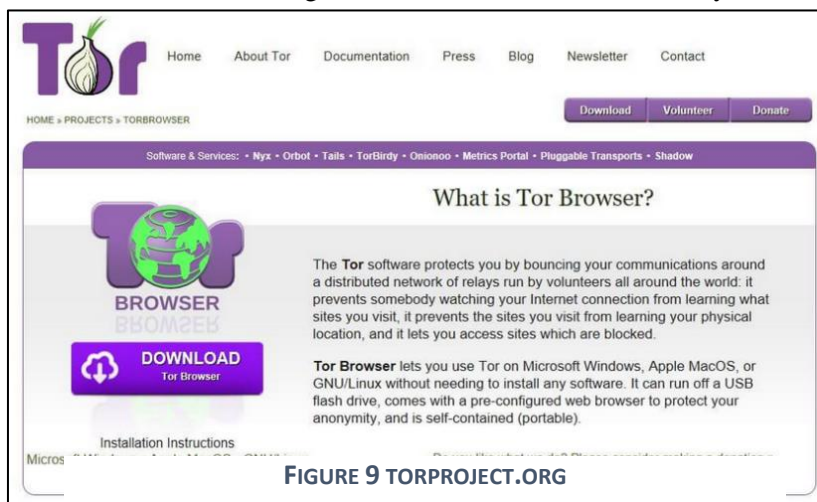 Tor
Home About Tor Documentation Press Blog Newsletter Contact
HOME » PROJECTS » TORBROWSER
Download Volunteer Donate
Software & Services: • Nyx • Orbot • Tails • TorBirdy • Onionoo • Metrics Portal • Pluggable Transports • Shadow
What is Tor Browser?
Tor
BROWSER
DOWNLOAD
Tor Browser
Installation Instructions
The Tor software protects you by bouncing your communications around
a distributed network of relays run by volunteers all around the world: it
prevents somebody watching your Internet connection from learning what
sites you visit, it prevents the sites you visit from learning your physical
location, and it lets you access sites which are blocked.
Tor Browser lets you use Tor on Microsoft Windows, Apple MacOS, or
GNU/Linux without needing to install any software. It can run off a USB
flash drive, comes with a pre-configured web browser to protect your
anonymity, and is self-contained (portable).
FIGURE 9 TORPROJECT.ORG